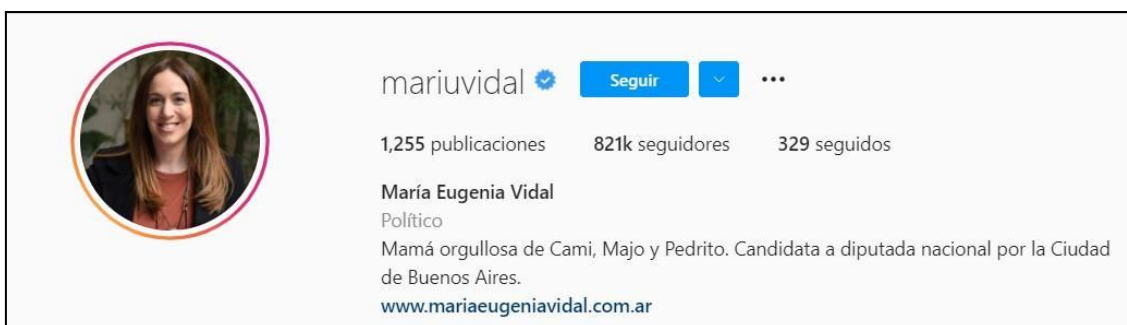 mariuvidal Seguir
1,255 publicaciones 821k seguidores 329 seguidos
María Eugenia Vidal
Político
Mamá orgullosa de Cami, Majo y Pedrito. Candidata a diputada nacional por la Ciudad
de Buenos Aires.
www.mariaeugeniavidal.com.ar